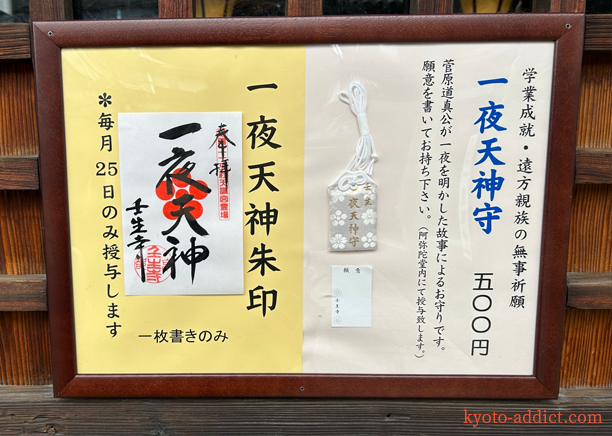 学業成就・遠方親族の無事祈願
一夜天神守 五〇〇円
菅原道真公が一夜を明かした故事によるお守りです。
願意を書いてお持ち下さい。(阿弥陀堂内にて授与致します。)
壬生
一夜天神守
願意
壬生寺
一夜天神朱印
奉拝
一夜天神
壬生寺
一枚書きのみ
＊毎月25日のみ授与します
kyoto-addict.com